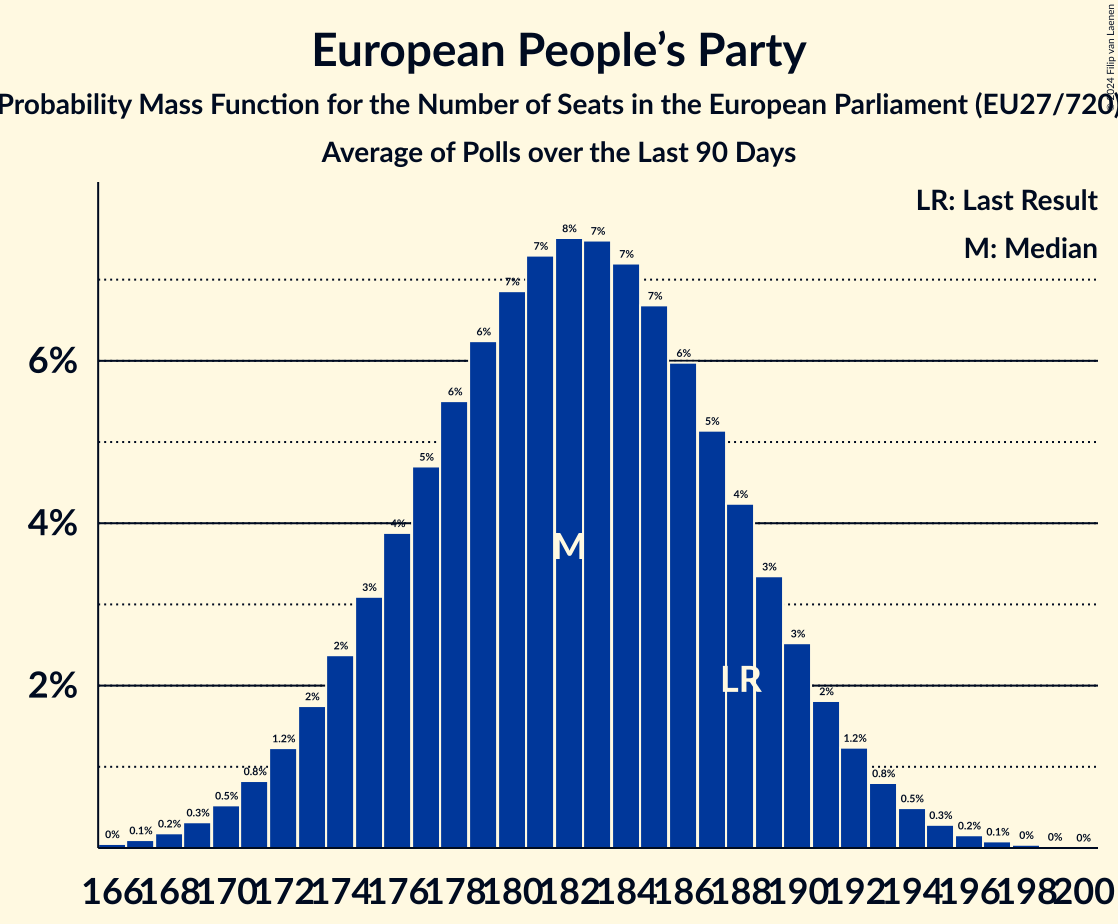 European People’s Party
Probability Mass Function for the Number of Seats in the European Parliament (EU27/720)
Average of Polls over the Last 90 Days
© 2024 Filip van Laenen
LR: Last Result
M: Median
6%
4%
2%
0% 0.1% 0.2% 0.3% 0.5% 0.8% 1.2% 2% 2% 3% 4% 5% 6% 6% 7% 7% 8% 7% 7% 7% 6% 5% 4% 3% 3% 2% 1.2% 0.8% 0.5% 0.3% 0.2% 0.1% 0% 0% 0%
M
LR
166 168 170 172 174 176 178 180 182 184 186 188 190 192 194 196 198 200